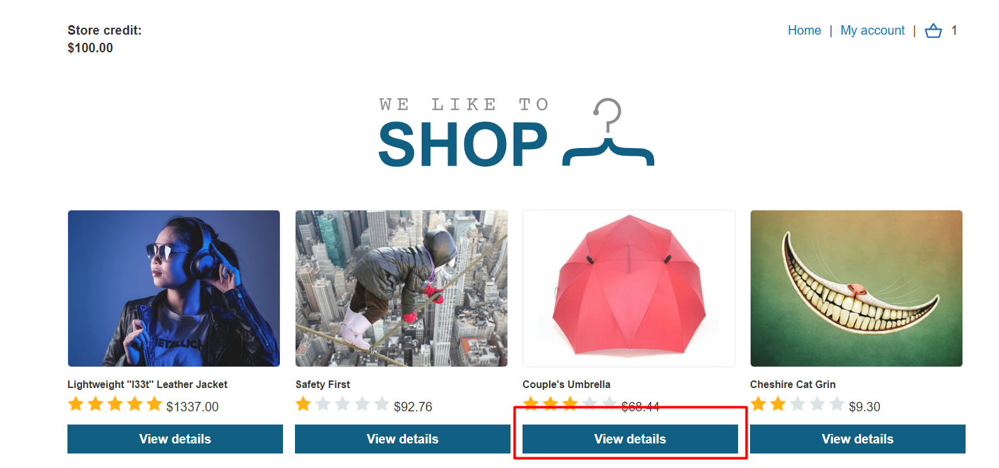 Store credit:
$100.00
Home | My account | 1
WE LIKE TO
SHOP
METALLICA
Lightweight "l33t" Leather Jacket
$1337.00
View details
Safety First
$92.76
View details
Couple's Umbrella
$68.44
View details
Cheshire Cat Grin
$9.30
View details